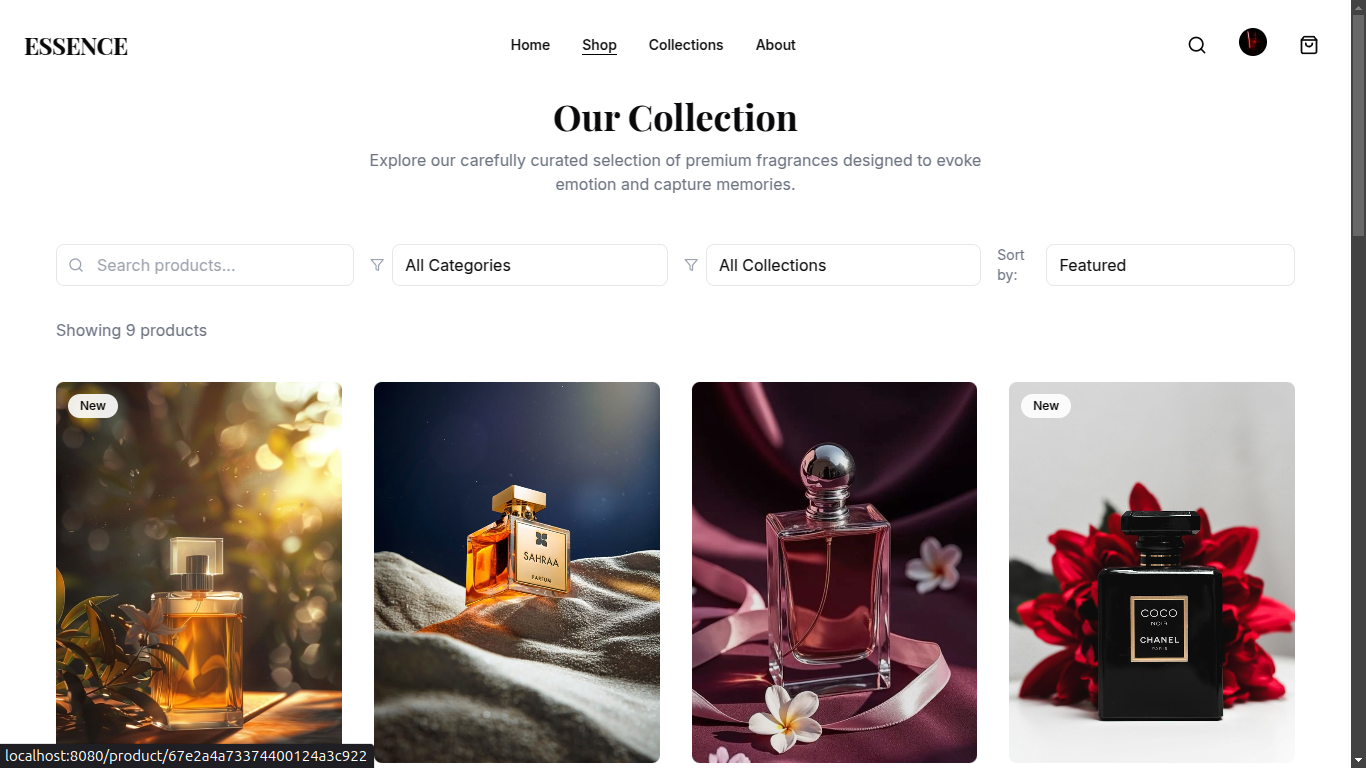 ESSENCE
Home Shop Collections About
Our Collection
Explore our carefully curated selection of premium fragrances designed to evoke
emotion and capture memories.
Search products...
All Categories
All Collections
Sort
by:
Featured
Showing 9 products
New
SAHRAA
PARFUM
New
COCO
NOIR
CHANEL
PARIS
localhost:8080/product/67e2a4a73374400124a3c922